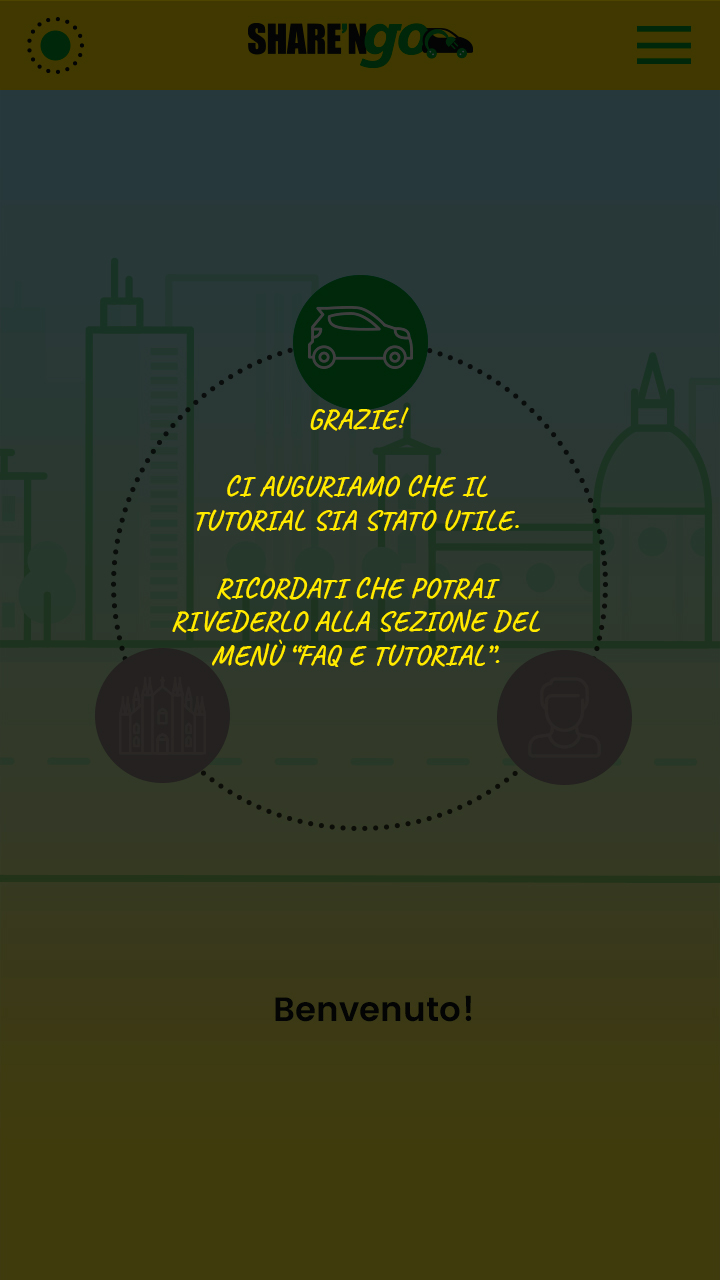 SHARE'NGO
GRAZIE!
CI AUGURIAMO CHE IL
TUTORIAL SIA STATO UTILE.
RICORDATI CHE POTRAI
RIVEDERLO ALLA SEZIONE DEL
MENÙ “FAQ E TUTORIAL”.
Benvenuto!